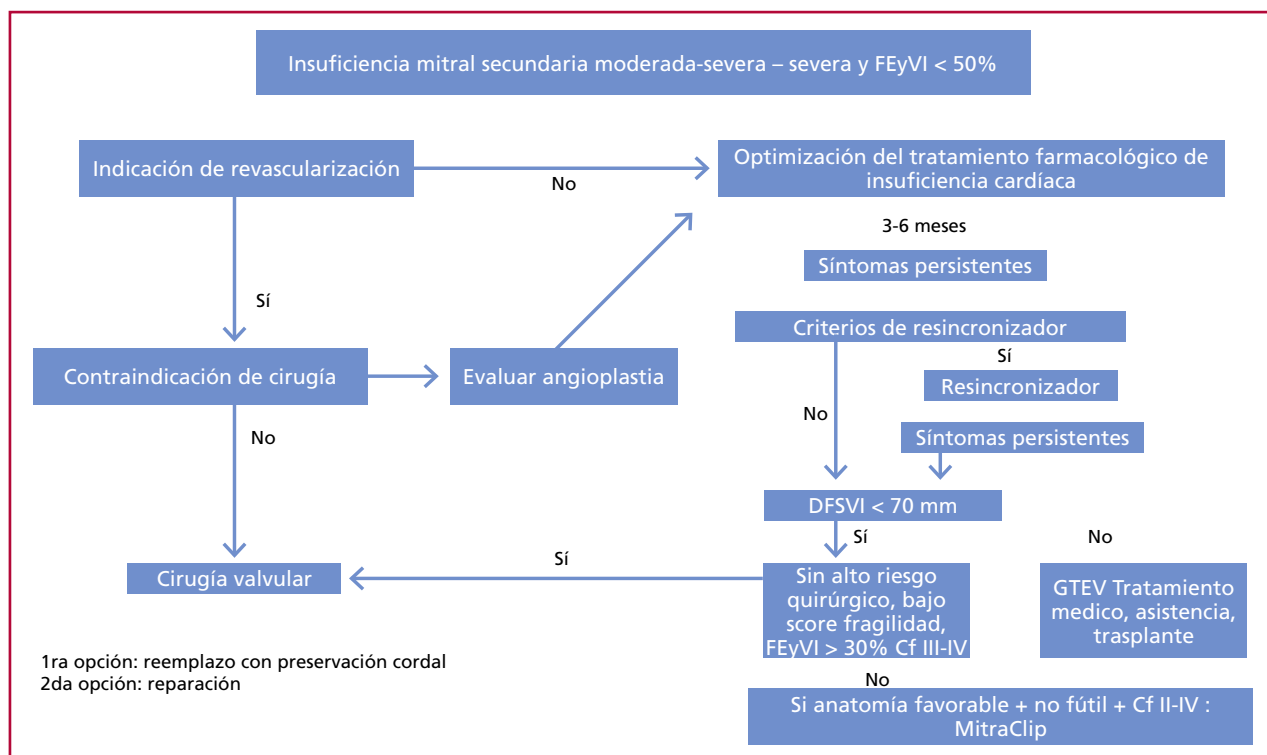 Insuficiencia mitral secundaria moderada-severa – severa y FEyVI < 50%
Indicación de revascularización
No
Optimización del tratamiento farmacológico de
insuficiencia cardíaca
3-6 meses
Síntomas persistentes
Sí
Criterios de resincronizador
Sí
Contraindicación de cirugía
Evaluar angioplastia
Resincronizador
No
No
Síntomas persistentes
DFSVI < 70 mm
Sí
No
Sí
Cirugía valvular
Sin alto riesgo
quirúrgico, bajo
score fragilidad,
FEyVI > 30% Cf III-IV
GTEV Tratamiento
medico, asistencia,
trasplante
1ra opción: reemplazo con preservación cordal
2da opción: reparación
No
Si anatomía favorable + no fútil + Cf II-IV :
MitraClip